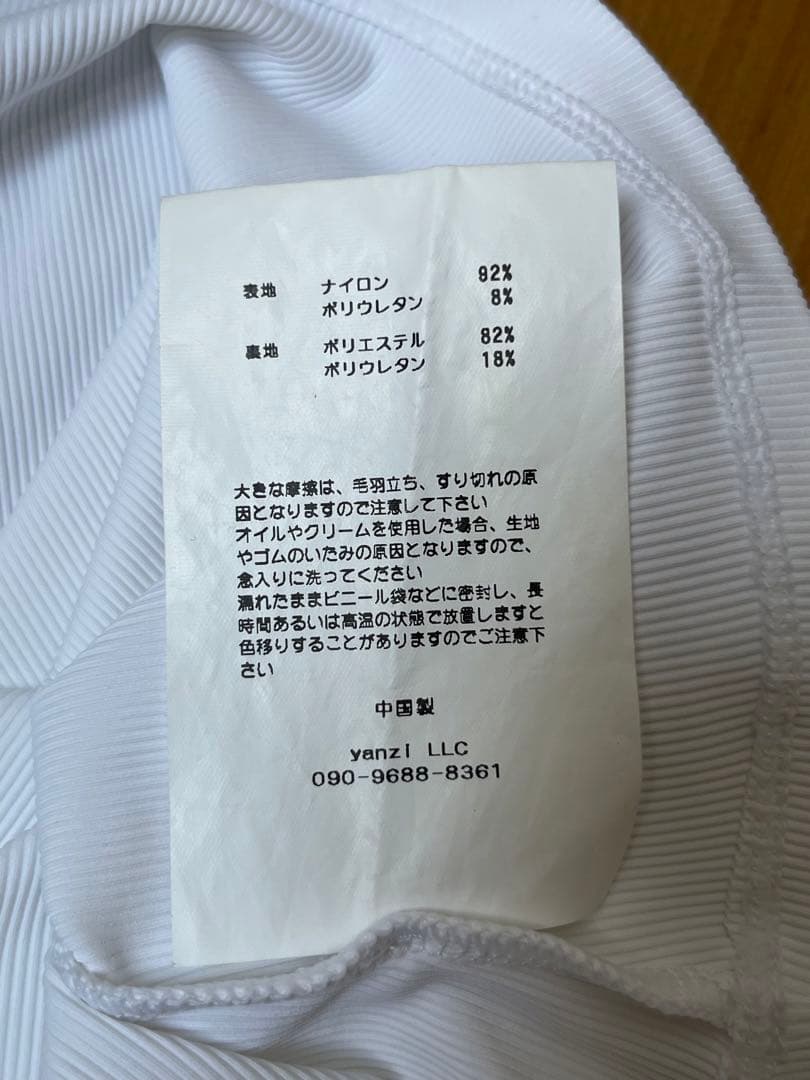 表地 ナイロン 92%
ポリウレタン 8%
裏地 ポリエステル 82%
ポリウレタン 18%
大きな摩擦は、毛羽立ち、すり切れの原
因となりますので注意して下さい
オイルやクリームを使用した場合、生地
やゴムのいたみの原因となりますので、
念入りに洗ってください
濡れたままビニール袋などに密封し、長
時間あるいは高温の状態で放置しますと
色移りすることがありますのでご注意下
さい
中国製
yanzi LLC
090-9688-8361